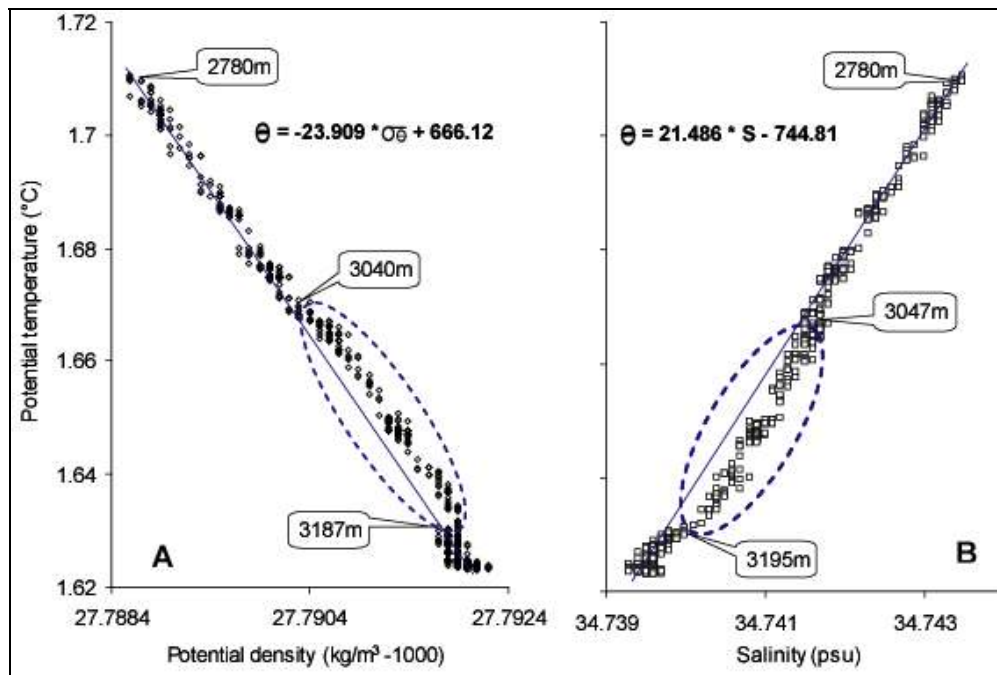 1.72
1.7
1.68
1.66
1.64
1.62
Potential temperature (°C)
2780m
Θ = -23.909 * σθ + 666.12
3040m
3187m
A
27.7884
27.7904
27.7924
Potential density (kg/m³ -1000)
2780m
Θ = 21.486 * S - 744.81
3047m
3195m
B
34.739
34.741
34.743
Salinity (psu)